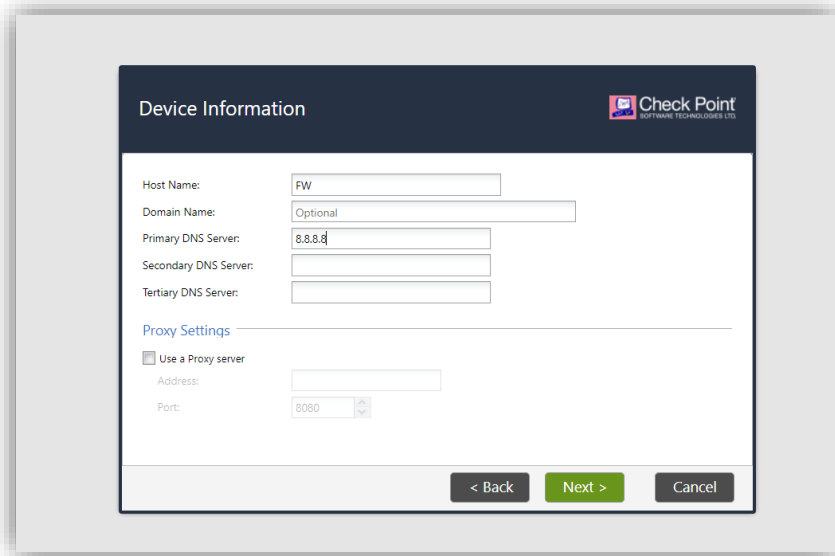 Device Information
Check Point
SOFTWARE TECHNOLOGIES LTD.
Host Name: FW
Domain Name: Optional
Primary DNS Server: 8.8.8.8
Secondary DNS Server:
Tertiary DNS Server:
Proxy Settings
Use a Proxy server
Address:
Port: 8080
< Back Next > Cancel